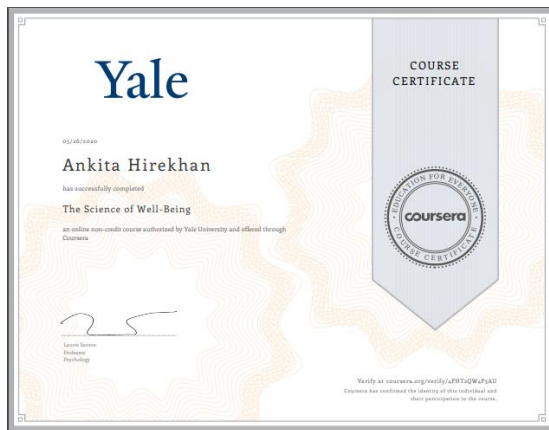 Yale
COURSE
CERTIFICATE
05/26/2020
Ankita Hirekhan
has successfully completed
The Science of Well-Being
an online non-credit course authorized by Yale University and offered through
Coursera
EDUCATION FOR EVERYONE
coursera
COURSE CERTIFICATE
Laurie Santos
Professor
Psychology
Verify at coursera.org/verify/4FHT2QW4P3AU
Coursera has confirmed the identity of this individual and
their participation in the course.